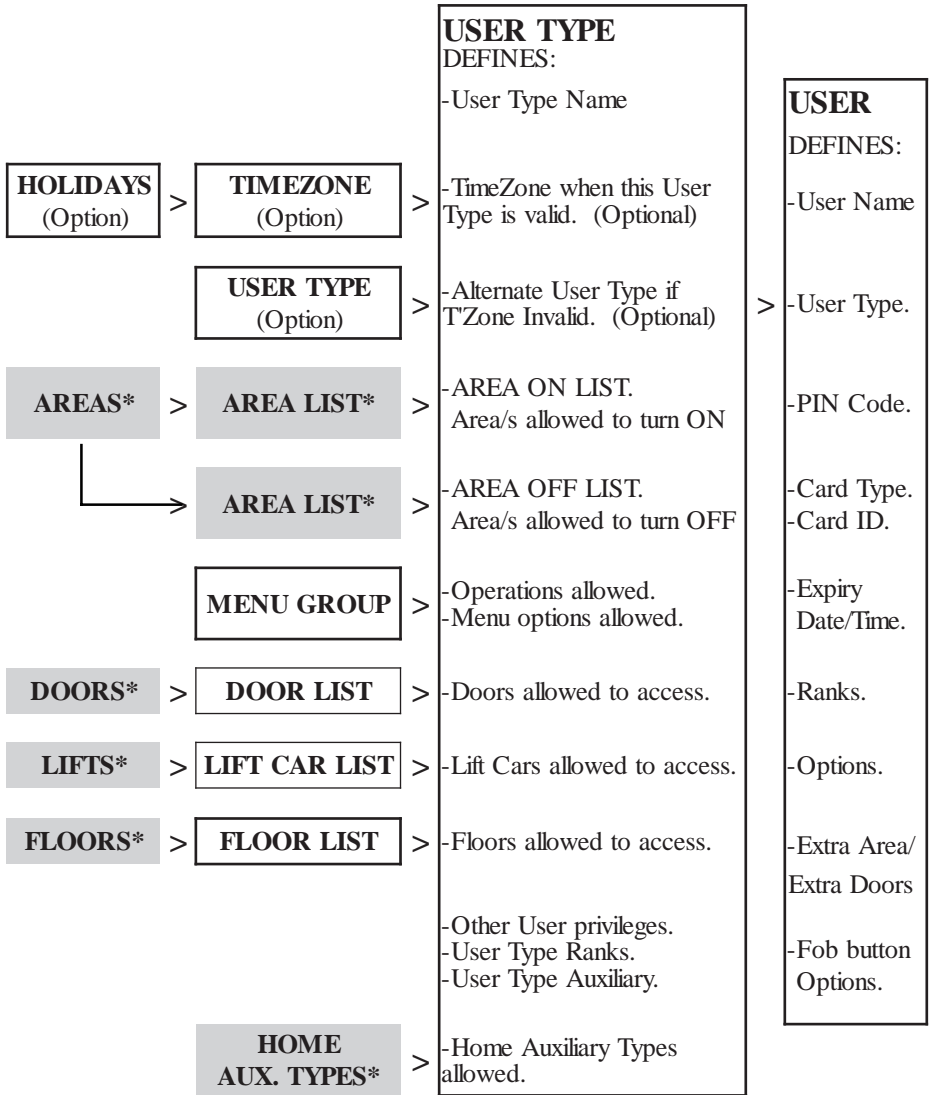 USER TYPE
DEFINES:
-User Type Name
USER
DEFINES:
HOLIDAYS
(Option)
>
TIMEZONE
(Option)
>
-TimeZone when this User
Type is valid. (Optional)
-User Name
USER TYPE
(Option)
>
-Alternate User Type if
T'Zone Invalid. (Optional)
>
-User Type.
AREAS*
>
AREA LIST*
>
-AREA ON LIST.
Area/s allowed to turn ON
-PIN Code.
AREA LIST*
>
-AREA OFF LIST.
Area/s allowed to turn OFF
-Card Type.
-Card ID.
MENU GROUP
>
-Operations allowed.
-Menu options allowed.
-Expiry
Date/Time.
DOORS*
>
DOOR LIST
>
-Doors allowed to access.
-Ranks.
LIFTS*
>
LIFT CAR LIST
>
-Lift Cars allowed to access.
-Options.
FLOORS*
>
FLOOR LIST
>
-Floors allowed to access.
-Extra Area/
Extra Doors
-Other User privileges.
-User Type Ranks.
-User Type Auxiliary.
-Fob button
Options.
HOME
AUX. TYPES*
>
-Home Auxiliary Types
allowed.